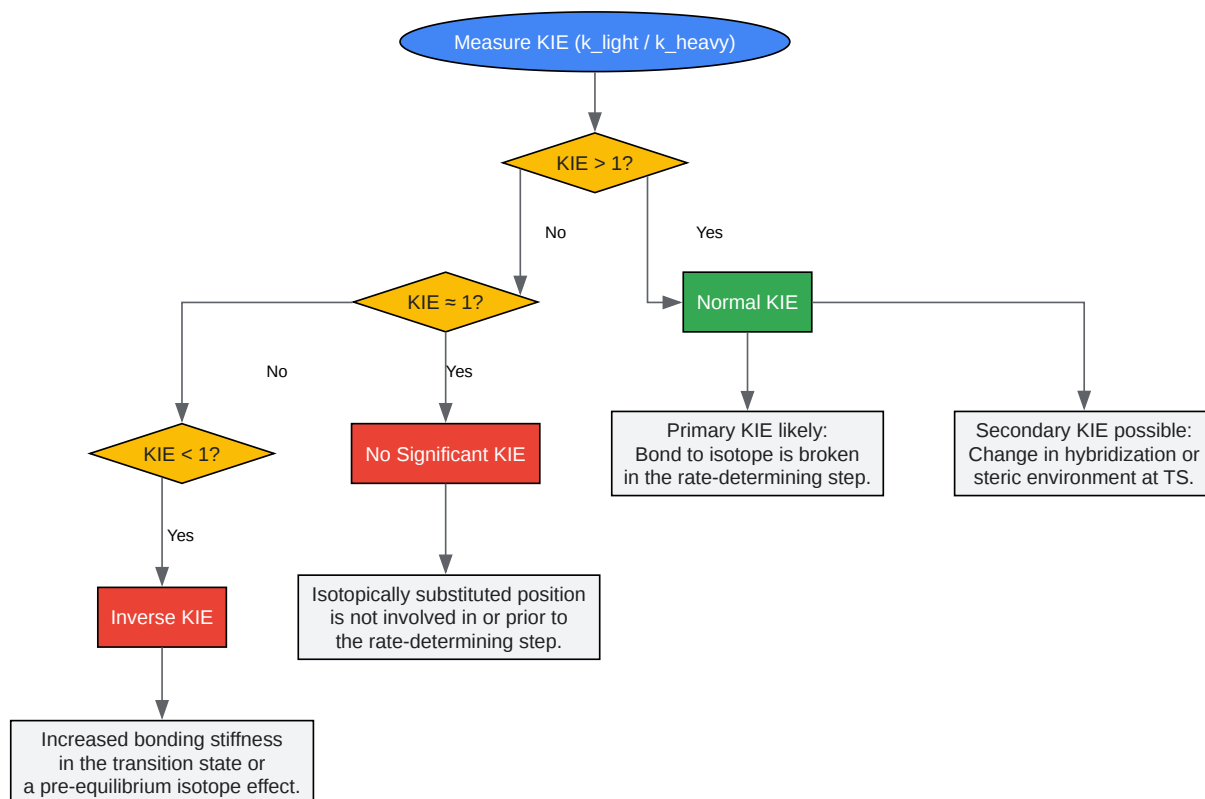 Measure KIE (k_light / k_heavy)
KIE > 1?
No
Yes
KIE ≈ 1?
Normal KIE
No
Yes
KIE < 1?
No Significant KIE
Primary KIE likely:
Bond to isotope is broken
in the rate-determining step.
Secondary KIE possible:
Change in hybridization or
steric environment at TS.
Yes
Inverse KIE
Isotopically substituted position
is not involved in or prior to
the rate-determining step.
Increased bonding stiffness
in the transition state or
a pre-equilibrium isotope effect.